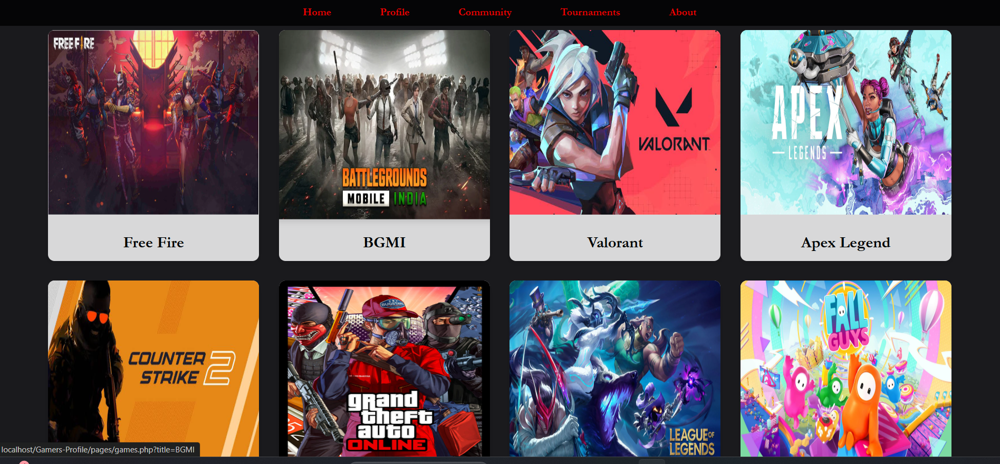 Home Profile Community Tournaments About
FREE FIRE
BATTLEGROUNDS
MOBILE INDIA
VALORANT
APEX
LEGENDS
Free Fire
BGMI
Valorant
Apex Legend
COUNTER
STRIKE 2
BUGSTARS
grand
theft
auto
ONLINE
LEAGUE OF
LEGENDS
FALL
GUYS
localhost/Gamers-Profile/pages/games.php?title=BGMI